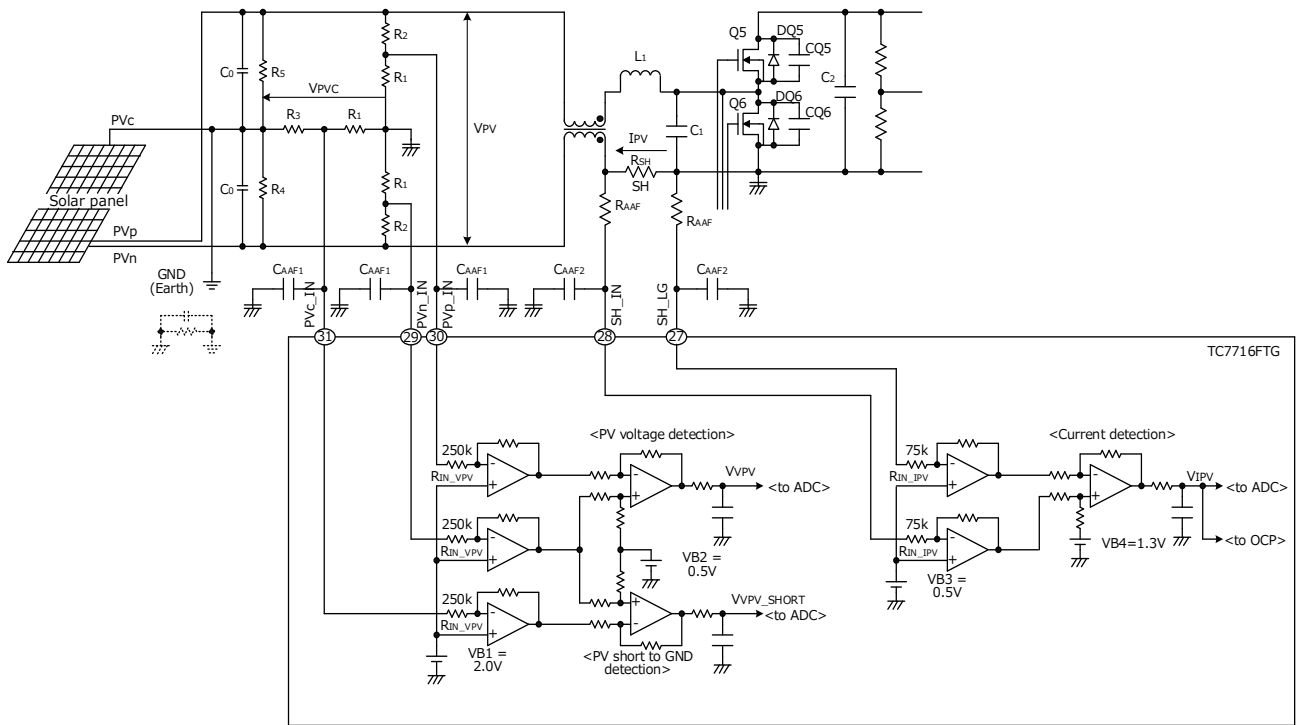 R2
R1
C0
R5
VPVC
VPV
PVc
R3
R1
Solar panel
PVp
PVn
C0
R4
R1
R2
L1
IPV
RSH
SH
C1
RAAF
RAAF
Q5
DQ5
CQ5
Q6
DQ6
CQ6
C2
GND
(Earth)
CAAF1
CAAF1
CAAF1
CAAF2
CAAF2
PVc_IN
PVn_IN
PVp_IN
SH_IN
SH_LG
31
29
30
28
27
TC7716FTG
<PV voltage detection>
250k
RIN_VPV
-
+
-
+
VVPV
<to ADC>
250k
RIN_VPV
-
+
VB2 =
0.5V
250k
RIN_VPV
-
+
+
-
VVPV_SHORT
<to ADC>
VB1 =
2.0V
<PV short to GND
detection>
<Current detection>
75k
RIN_IPV
-
+
-
+
VIPV
<to ADC>
75k
RIN_IPV
-
+
VB4=1.3V
<to OCP>
VB3 =
0.5V